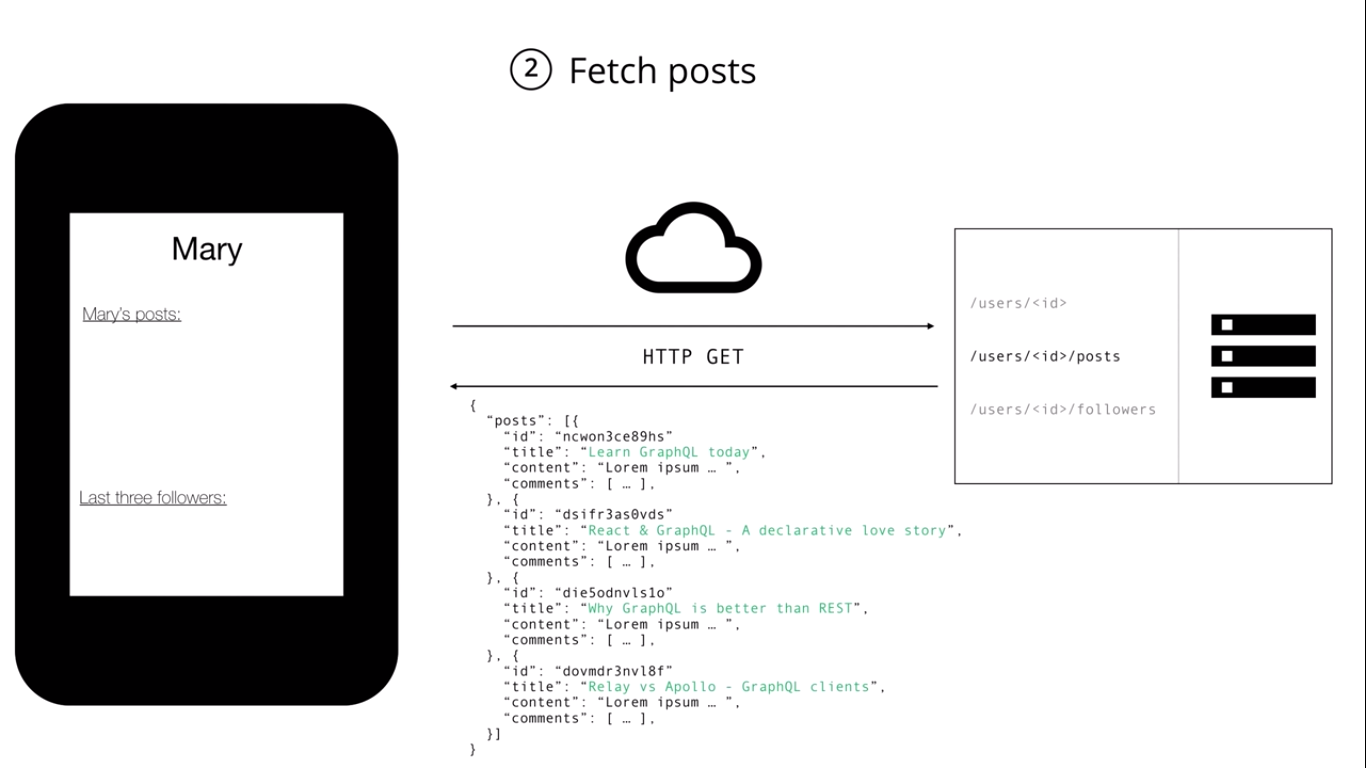 2 Fetch posts
Mary
Mary's posts:
Last three followers:
HTTP GET
{
“posts”: [{
“id”: “ncwon3ce89hs”
“title”: “Learn GraphQL today”,
“content”: “Lorem ipsum … ”,
“comments”: [ … ],
}, {
“id”: “dsifr3as0vds”
“title”: “React & GraphQL - A declarative love story”,
“content”: “Lorem ipsum … ”,
“comments”: [ … ],
}, {
“id”: “die5odnvls1o”
“title”: “Why GraphQL is better than REST”,
“content”: “Lorem ipsum … ”,
“comments”: [ … ],
}, {
“id”: “dovmdr3nvl8f”
“title”: “Relay vs Apollo - GraphQL clients”,
“content”: “Lorem ipsum … ”,
“comments”: [ … ],
}]
}
/users/<id>
/users/<id>/posts
/users/<id>/followers